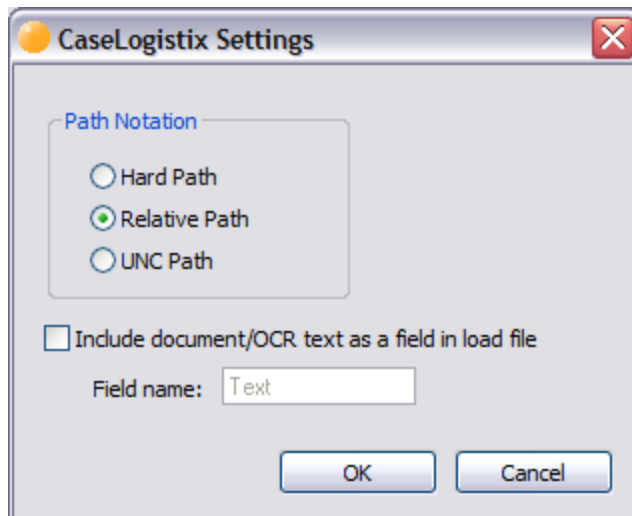 CaseLogistix Settings
Path Notation
Hard Path
Relative Path
UNC Path
Include document/OCR text as a field in load file
Field name: Text
OK Cancel